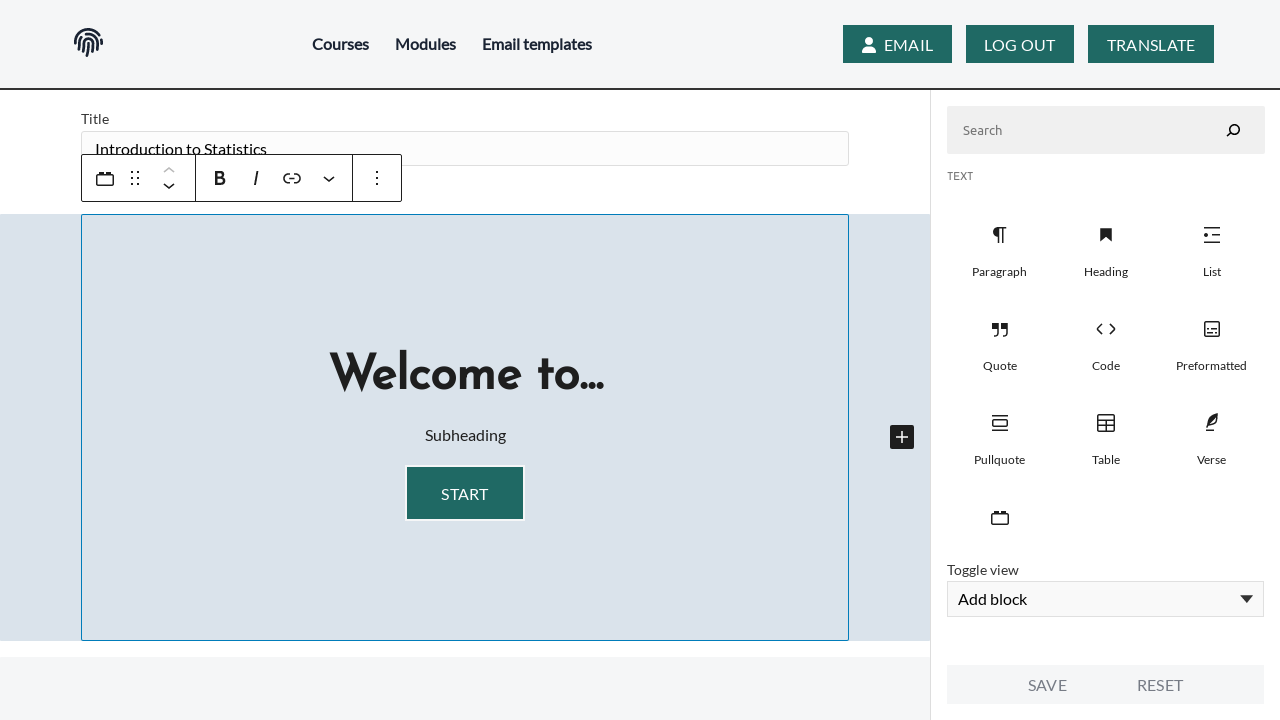 Courses Modules Email templates EMAIL LOG OUT TRANSLATE
Title
Introduction to Statistics
B I
Welcome to...
Subheading
START
Search
TEXT
Paragraph Heading List
Quote Code Preformatted
Pullquote Table Verse
Toggle view
Add block
SAVE RESET